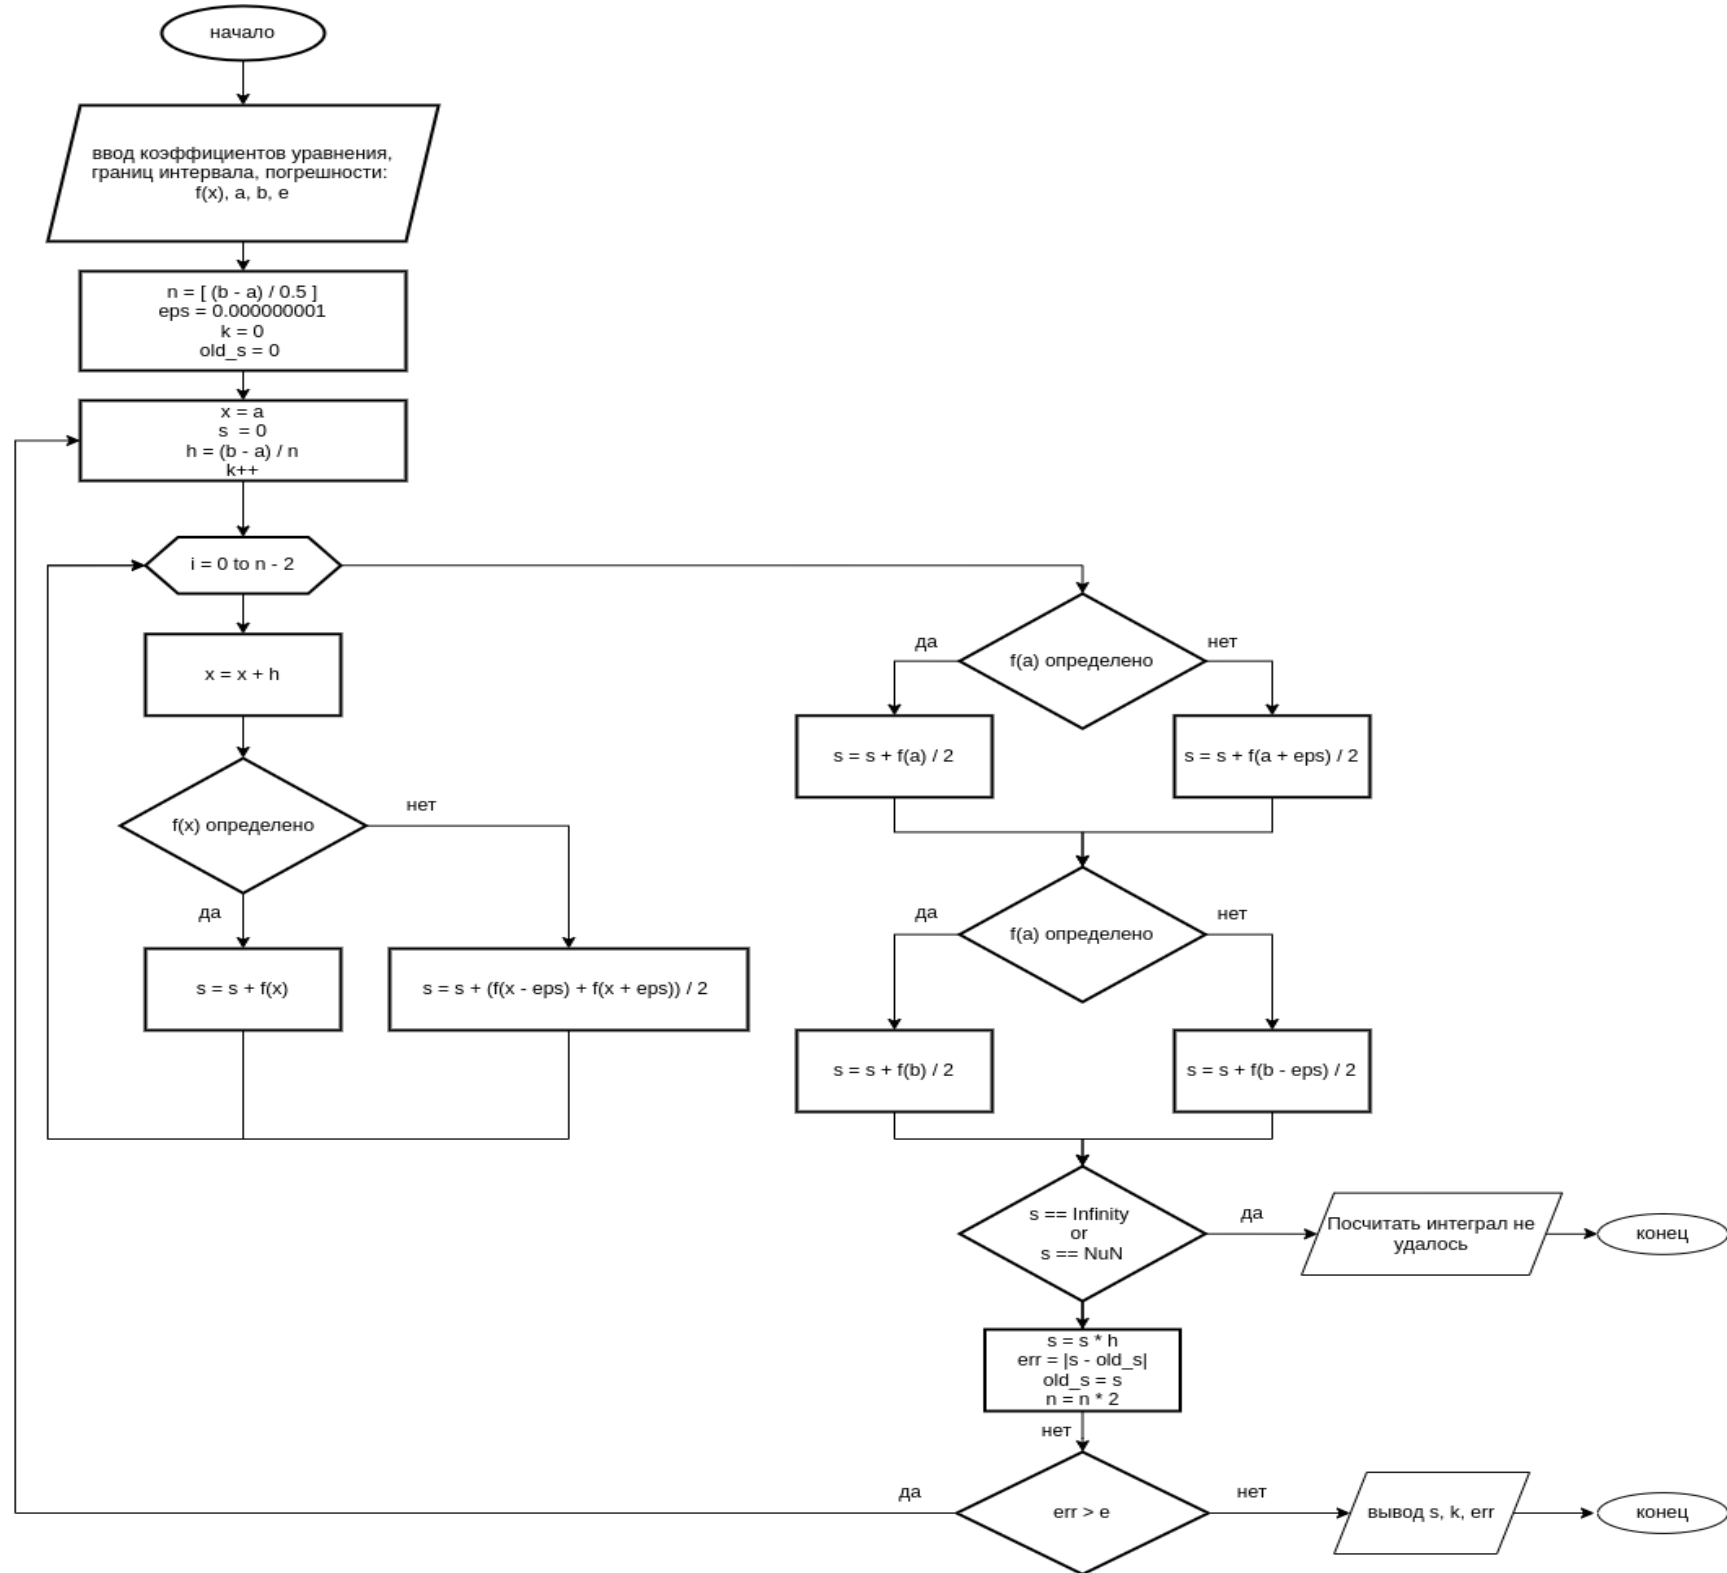 начало
ввод коэффициентов уравнения,
границ интервала, погрешности:
f(x), a, b, e
n = [ (b - a) / 0.5 ]
eps = 0.000000001
k = 0
old_s = 0
x = a
s = 0
h = (b - a) / n
k++
i = 0 to n - 2
x = x + h
f(x) определено
нет
да
s = s + f(x)
s = s + (f(x - eps) + f(x + eps)) / 2
f(a) определено
да
нет
s = s + f(a) / 2
s = s + f(a + eps) / 2
f(a) определено
да
нет
s = s + f(b) / 2
s = s + f(b - eps) / 2
s == Infinity
or
s == NuN
да
Посчитать интеграл не
удалось
конец
s = s * h
err = |s - old_s|
old_s = s
n = n * 2
нет
err > e
да
нет
вывод s, k, err
конец